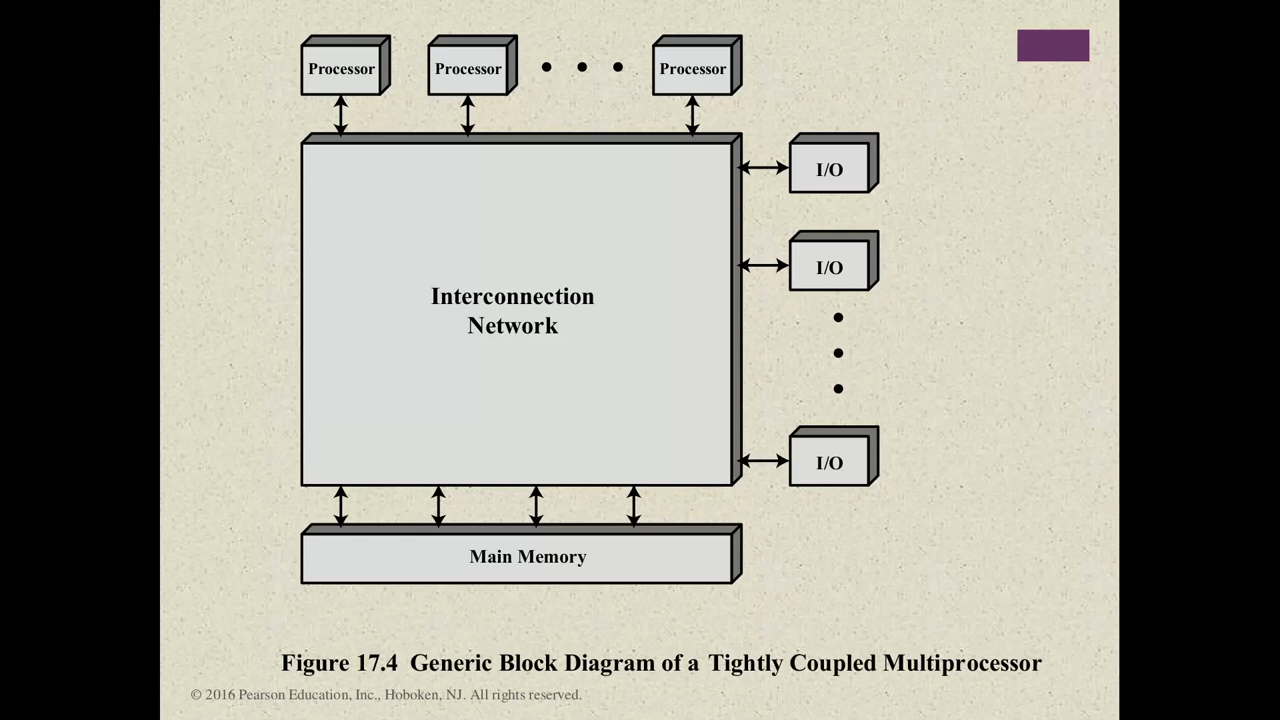 Processor
Processor
Processor
I/O
I/O
Interconnection
Network
I/O
Main Memory
Figure 17.4 Generic Block Diagram of a Tightly Coupled Multiprocessor
© 2016 Pearson Education, Inc., Hoboken, NJ. All rights reserved.